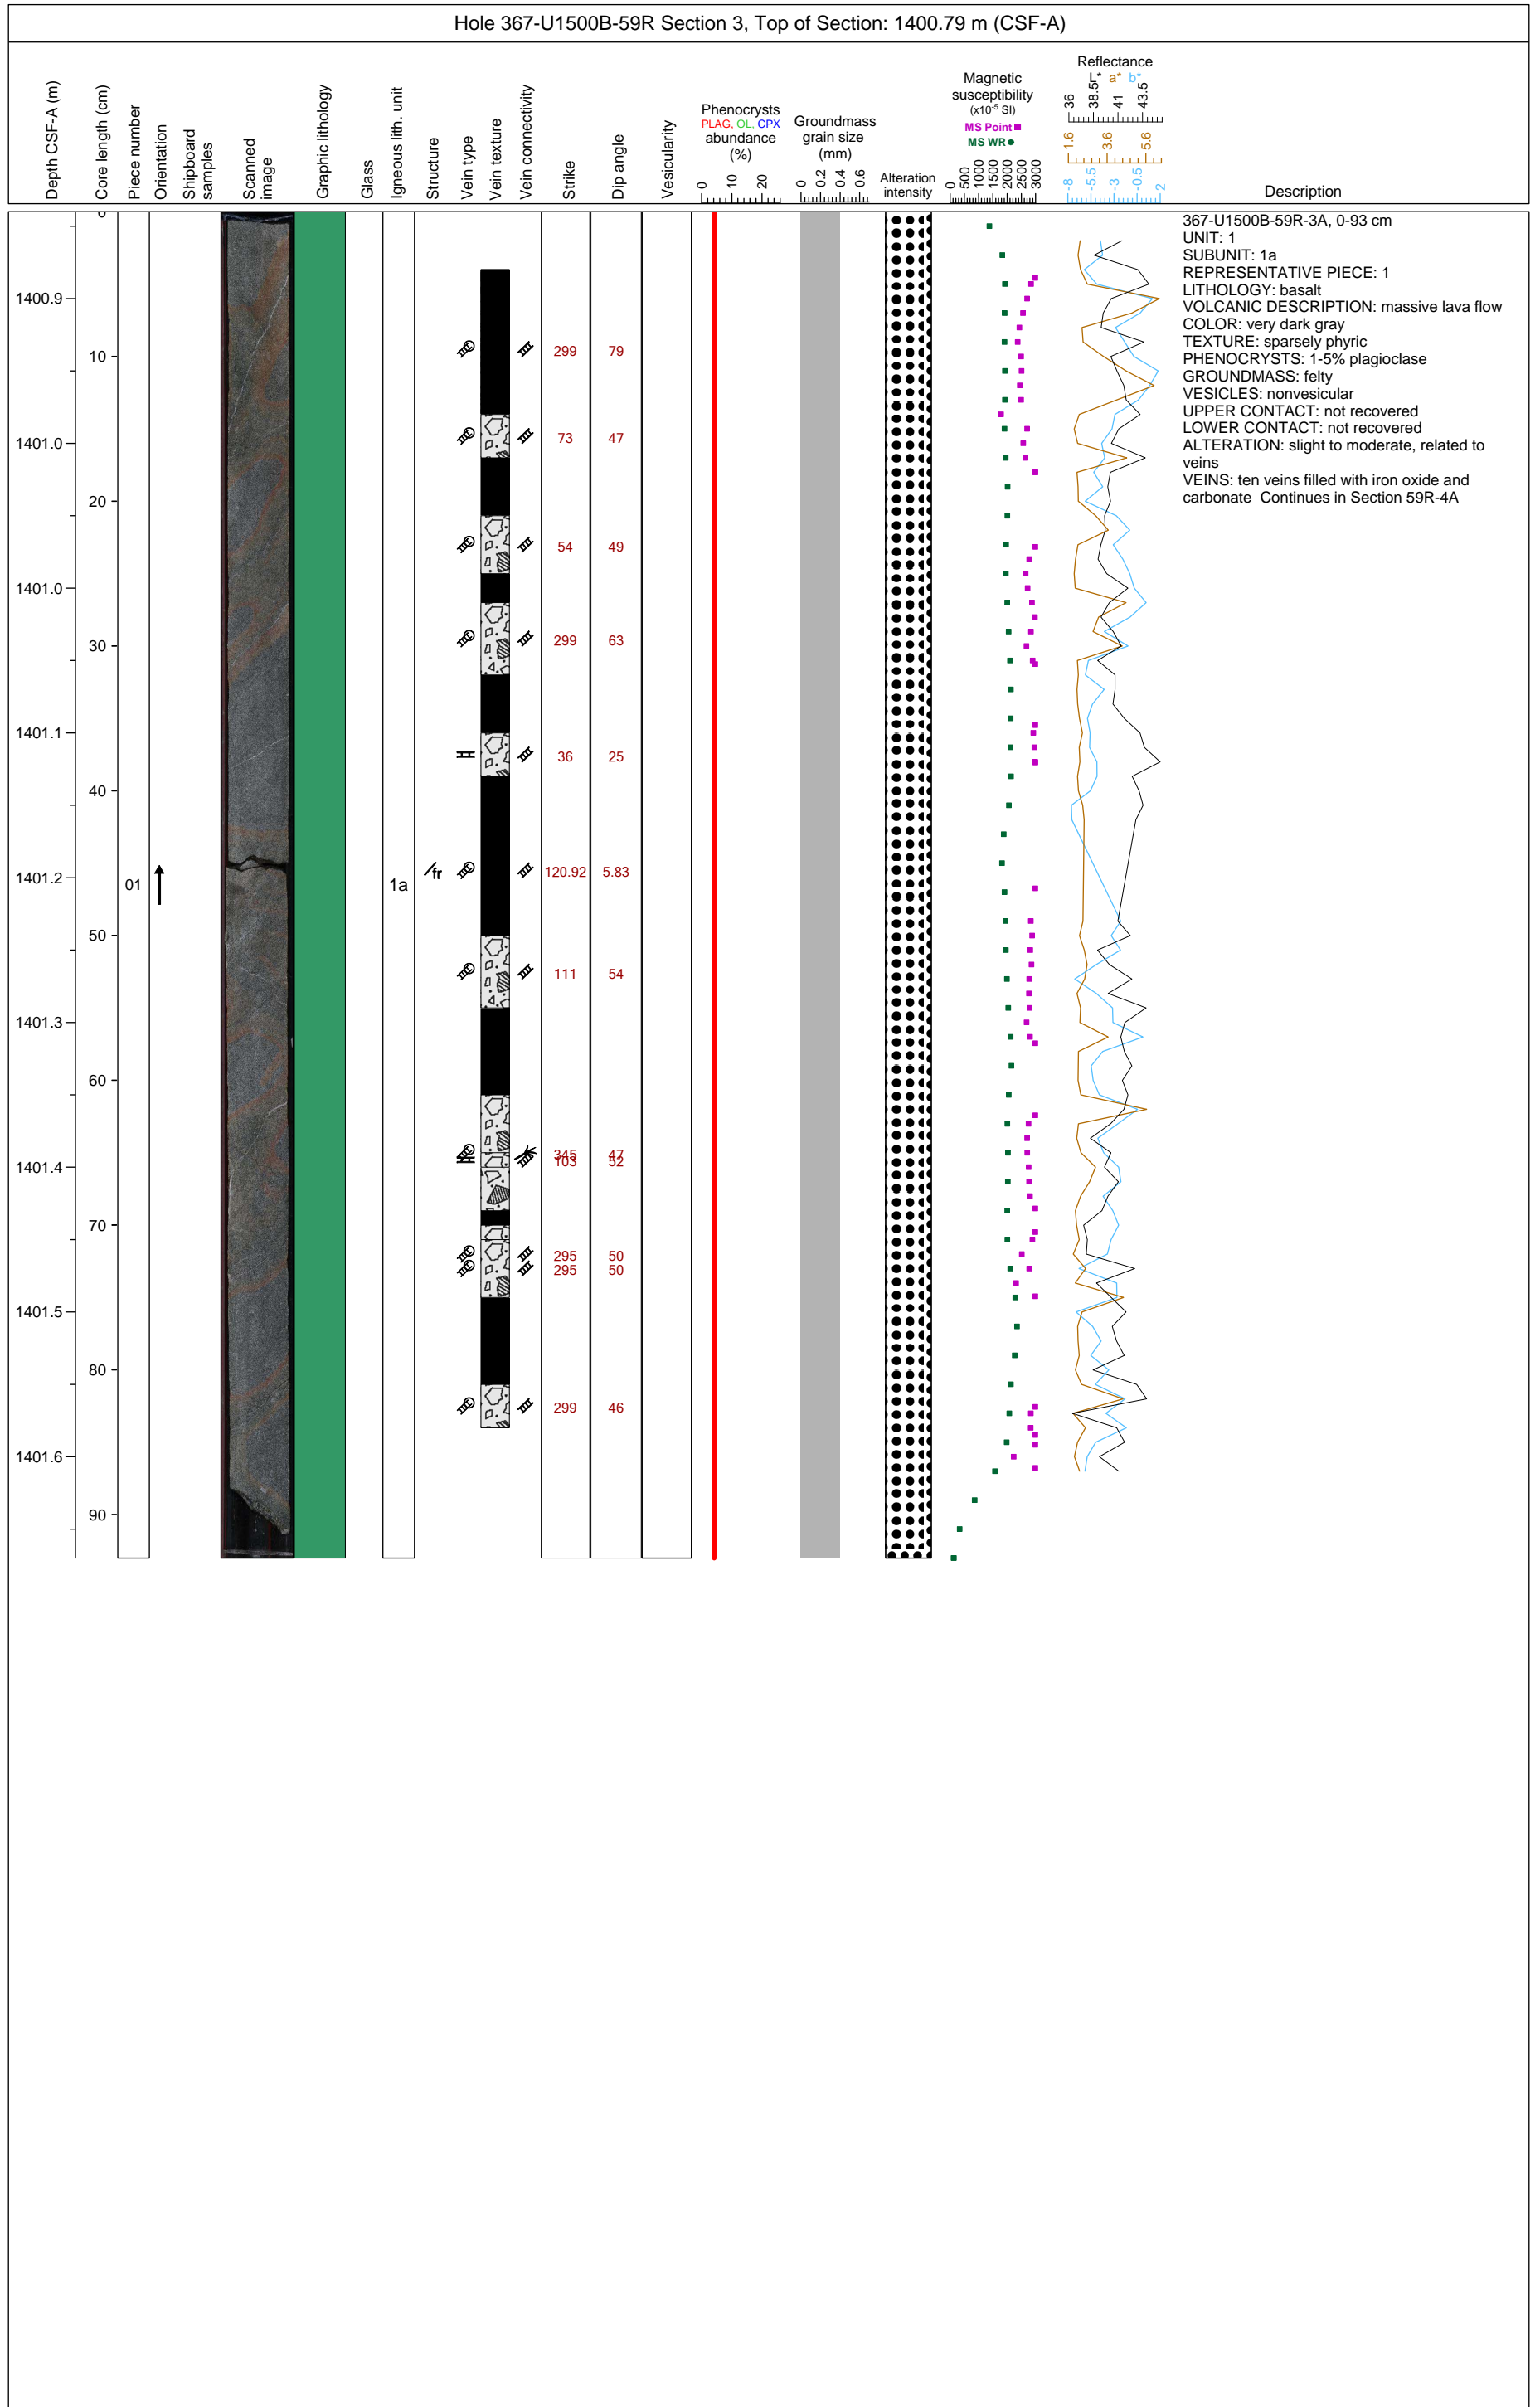 Hole 367-U1500B-59R Section 3, Top of Section: 1400.79 m (CSF-A)
Depth CSF-A (m)
Core length (cm)
Piece number
Orientation
Shipboard
samples
Scanned
image
Graphic lithology
Glass
Igneous lith. unit
Structure
Vein type
Vein texture
Vein connectivity
Strike
Dip angle
Vesicularity
Phenocrysts
PLAG, OL, CPX
abundance
(%)
0 10 20
Groundmass
grain size
(mm)
0 0.2 0.4 0.6
Alteration
intensity
Magnetic
susceptibility
(x10-5 SI)
MS Point
MS WR
0 500 1000 1500 2000 2500 3000
Reflectance
L* a* b*
36 38.5 41 43.5
1.6 3.6 5.6
-8 -5.5 -3 -0.5 2
Description
0
1400.9
10
299 79
1401.0
73 47
20
54 49
1401.0
30
299 63
1401.1
36 25
40
1401.2
01
1a
fr
120.92 5.83
50
111 54
1401.3
60
345 47
103 52
1401.4
70
295 50
295 50
1401.5
80
299 46
1401.6
90
367-U1500B-59R-3A, 0-93 cm
UNIT: 1
SUBUNIT: 1a
REPRESENTATIVE PIECE: 1
LITHOLOGY: basalt
VOLCANIC DESCRIPTION: massive lava flow
COLOR: very dark gray
TEXTURE: sparsely phyric
PHENOCRYSTS: 1-5% plagioclase
GROUNDMASS: felty
VESICLES: nonvesicular
UPPER CONTACT: not recovered
LOWER CONTACT: not recovered
ALTERATION: slight to moderate, related to
veins
VEINS: ten veins filled with iron oxide and
carbonate  Continues in Section 59R-4A